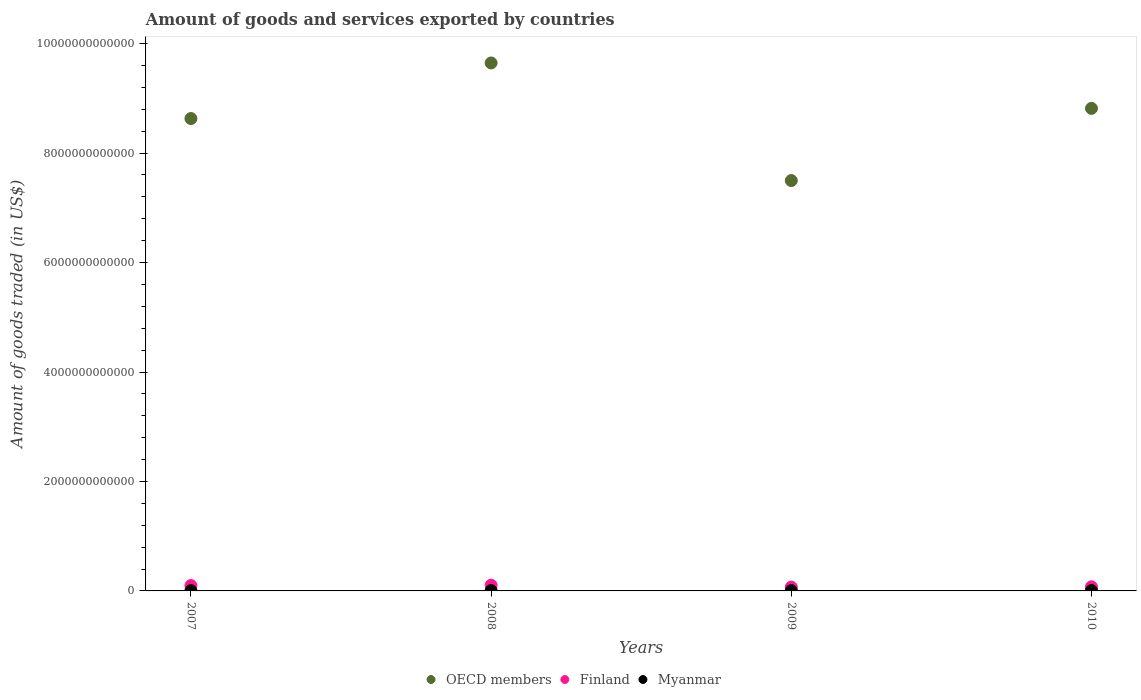 Amount of goods and services exported by countries
Amount of goods traded (in US$)
10000000000000
8000000000000
6000000000000
4000000000000
2000000000000
0
2007
2008
2009
2010
Years
OECD members
Finland
Myanmar